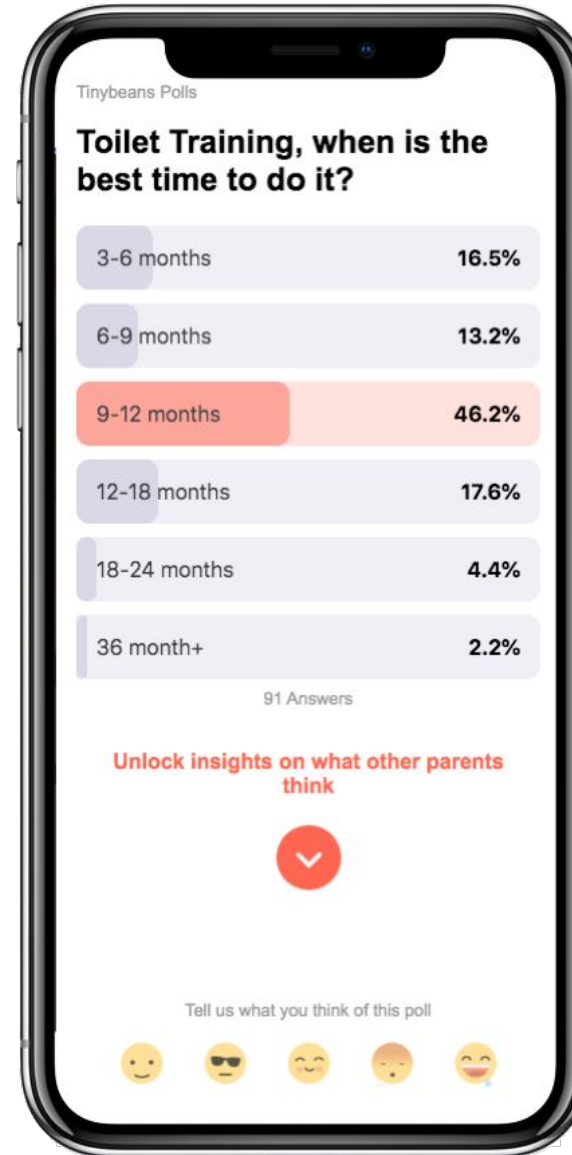 Tinybeans Polls
Toilet Training, when is the
best time to do it?
3-6 months 16.5%
6-9 months 13.2%
9-12 months 46.2%
12-18 months 17.6%
18-24 months 4.4%
36 month+ 2.2%
91 Answers
Unlock insights on what other parents
think
Tell us what you think of this poll